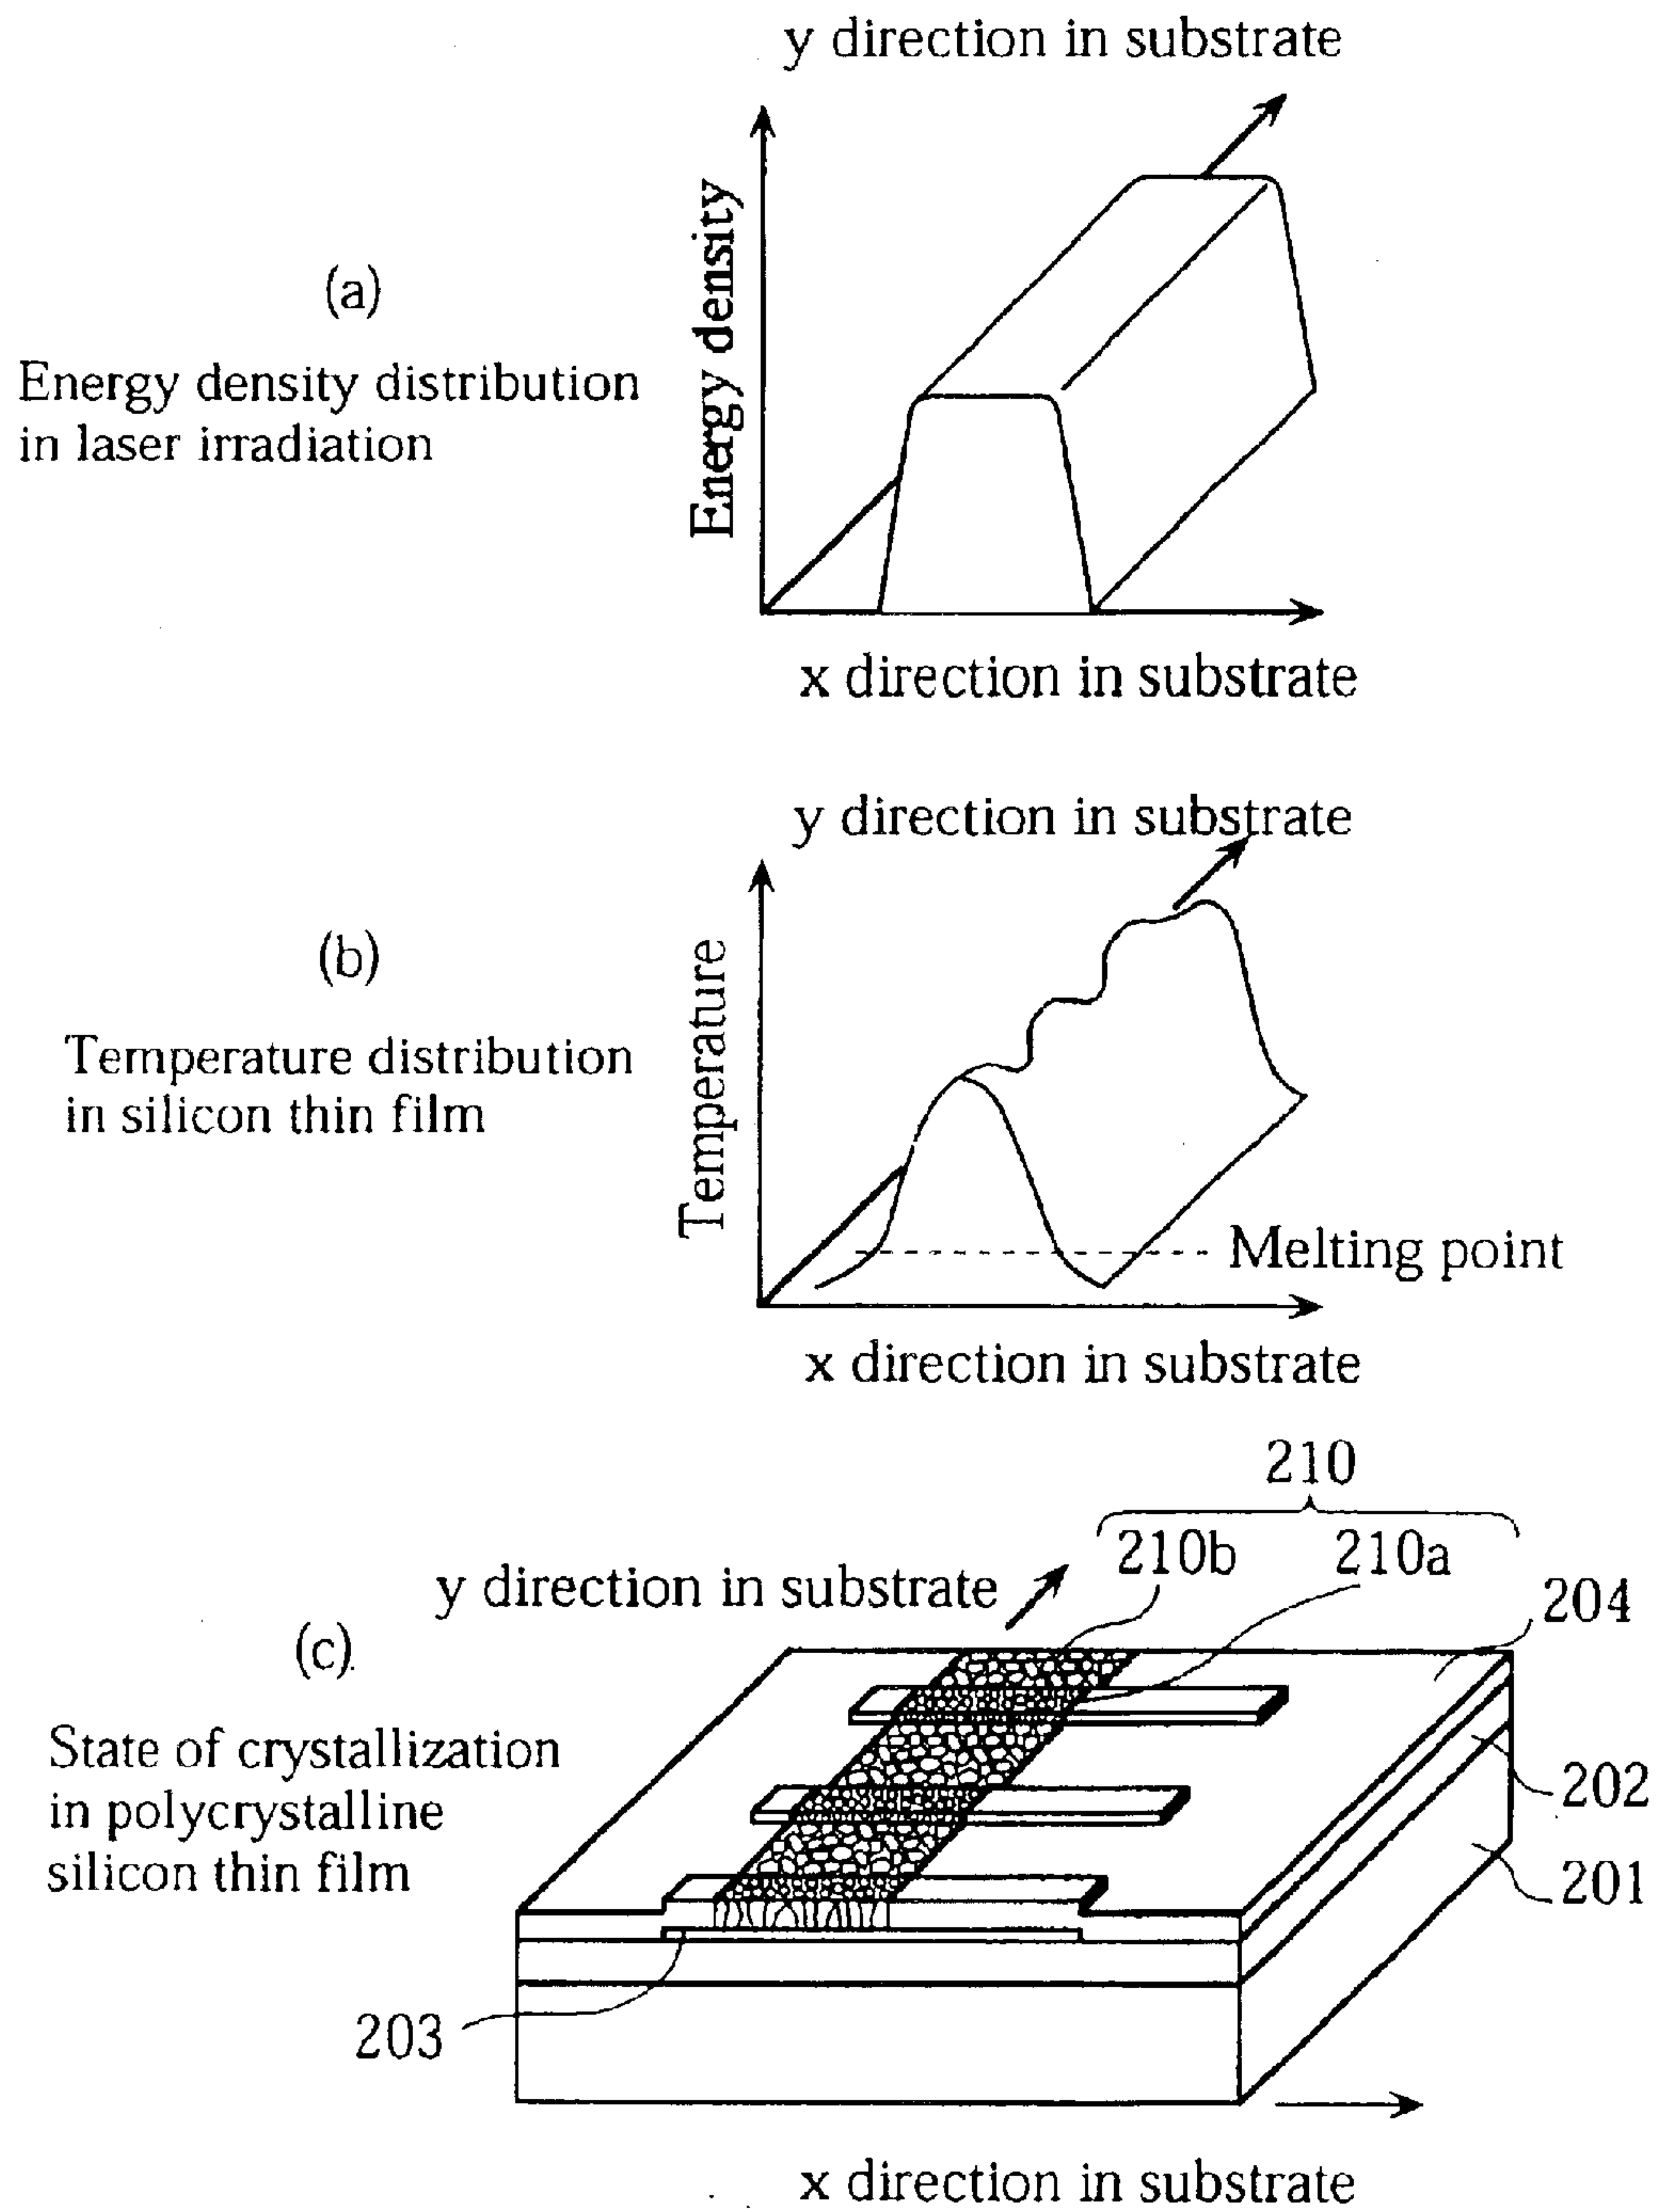 y direction in substrate
Energy density
(a)
Energy density distribution
in laser irradiation
x direction in substrate
y direction in substrate
Temperature
(b)
Temperature distribution
in silicon thin film
Melting point
x direction in substrate
210
210b
210a
y direction in substrate
204
(c)
State of crystallization
in polycrystalline
silicon thin film
202
201
203
x direction in substrate